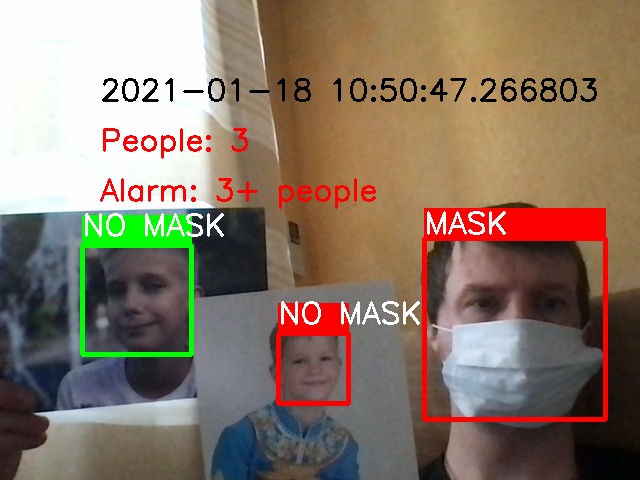 2021-01-18 10:50:47.266803
People: 3
Alarm: 3+ people
NO MASK
MASK
NO MASK